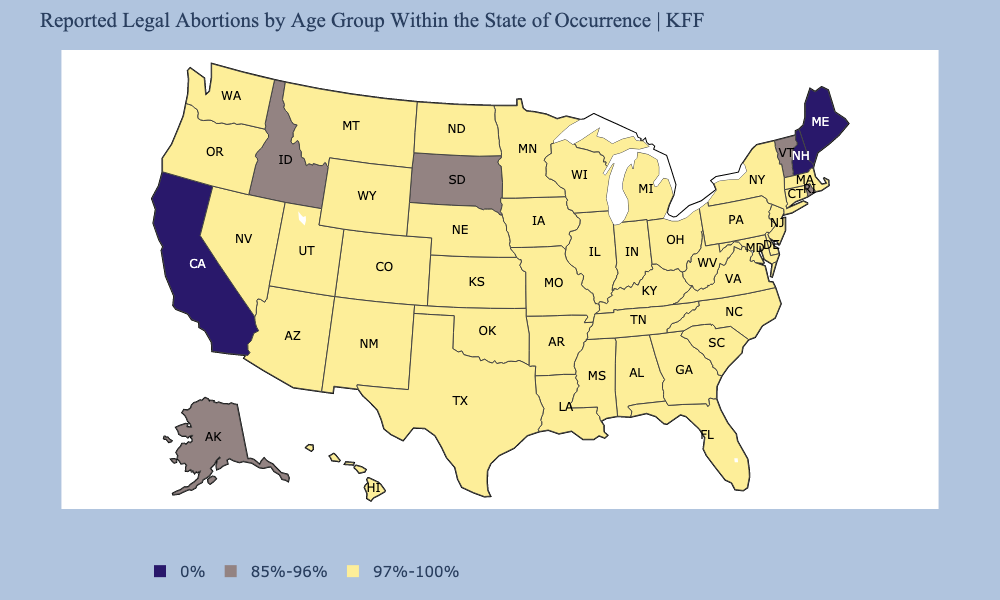 Reported Legal Abortions by Age Group Within the State of Occurrence | KFF
WA
MT
ND
MN
ME
OR
ID
SD
WI
MI
VT
NH
NY
MA
CT
RI
WY
IA
PA
NJ
NV
UT
CO
NE
IL
IN
OH
MD
DE
CA
KS
MO
WV
VA
KY
AZ
NM
OK
AR
TN
NC
SC
TX
LA
MS
AL
GA
FL
AK
HI
0%
85%-96%
97%-100%